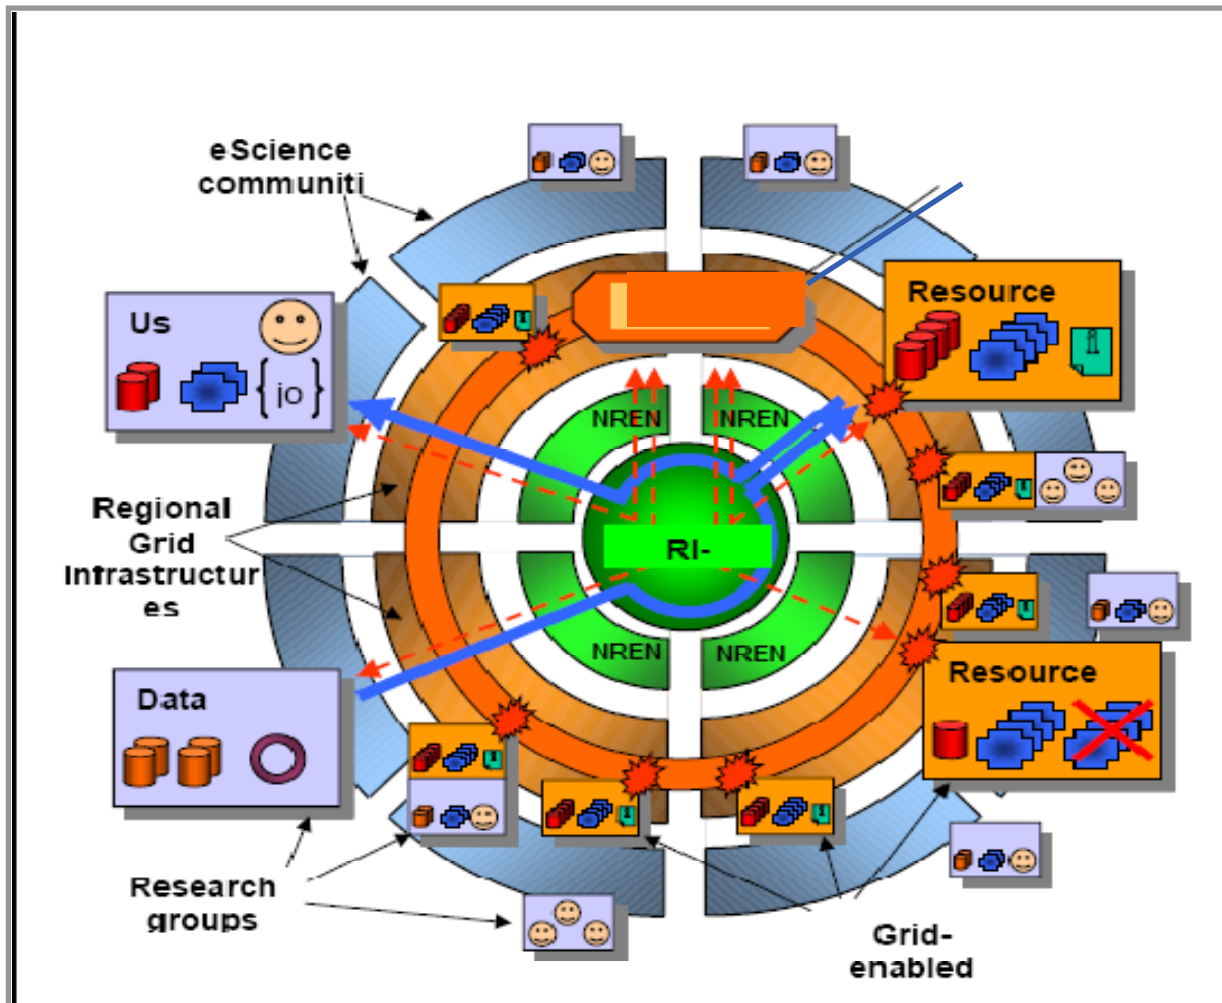 eScience
communiti
Us
{jo}
Resource
i
NREN
NREN
Regional
Grid
Infrastructur
es
RI-
NREN
NREN
Data
Resource
Research
groups
Grid-
enabled